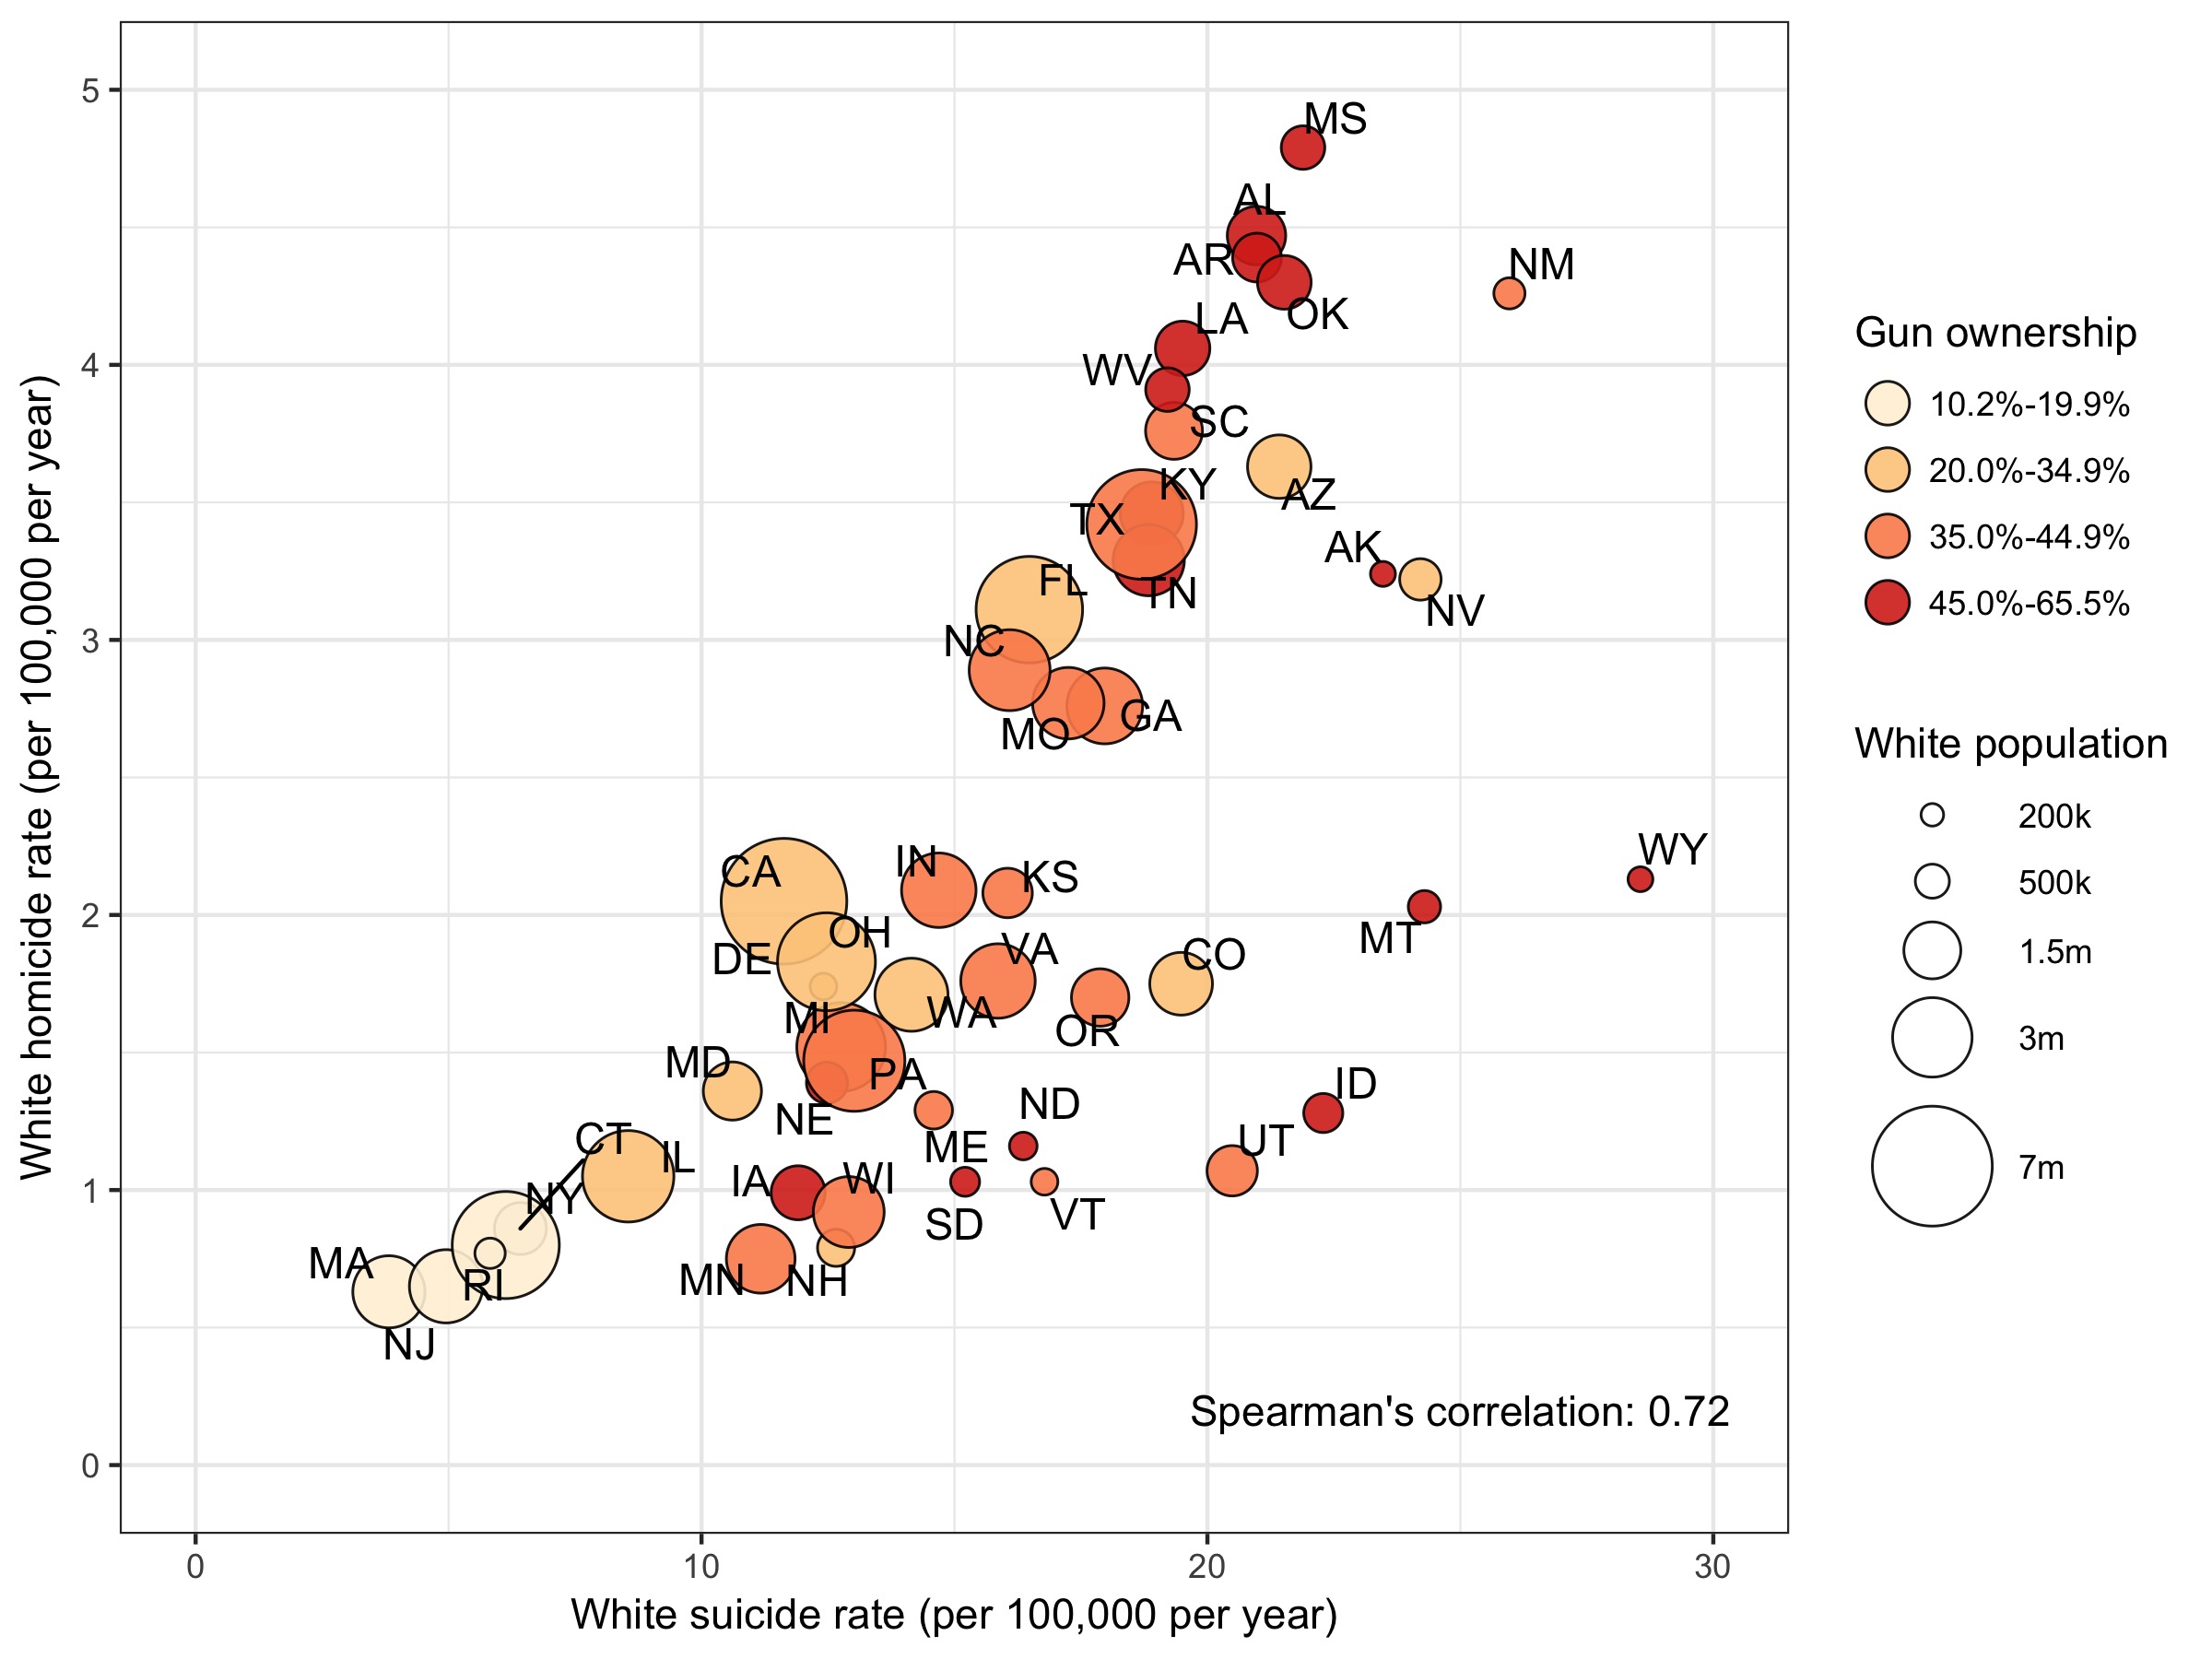 5
4
3
2
1
0
White homicide rate (per 100,000 per year)
MS
AL
AR
NM
OK
LA
WV
SC
KY
AZ
TX
AK
FL
TN
NV
NC
MO
GA
WY
CA
IN
KS
OH
MT
DE
VA
CO
MI
WA
OR
MD
PA
ND
ID
NE
CT
IL
ME
UT
NY
IA
WI
SD
VT
MA
RI
MN
NH
NJ
Spearman's correlation: 0.72
0
10
20
30
White suicide rate (per 100,000 per year)
Gun ownership
10.2%-19.9%
20.0%-34.9%
35.0%-44.9%
45.0%-65.5%
White population
200k
500k
1.5m
3m
7m